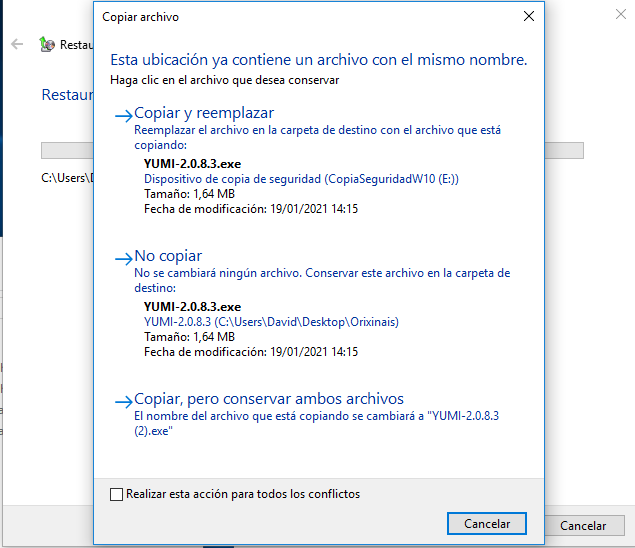 Copiar archivo
Restau
Esta ubicación ya contiene un archivo con el mismo nombre.
Haga clic en el archivo que desea conservar
Restaur
Copiar y reemplazar
Reemplazar el archivo en la carpeta de destino con el archivo que está
copiando:
YUMI-2.0.8.3.exe
C:\Users\D
Dispositivo de copia de seguridad (CopiaSeguridadW10 (E:))
Tamaño: 1,64 MB
Fecha de modificación: 19/01/2021 14:15
No copiar
No se cambiará ningún archivo. Conservar este archivo en la carpeta de
destino:
YUMI-2.0.8.3.exe
YUMI-2.0.8.3 (C:\Users\David\Desktop\Orixinais)
Tamaño: 1,64 MB
Fecha de modificación: 19/01/2021 14:15
Copiar, pero conservar ambos archivos
El nombre del archivo que está copiando se cambiará a "YUMI-2.0.8.3
(2).exe"
Realizar esta acción para todos los conflictos
Cancelar
Cancelar